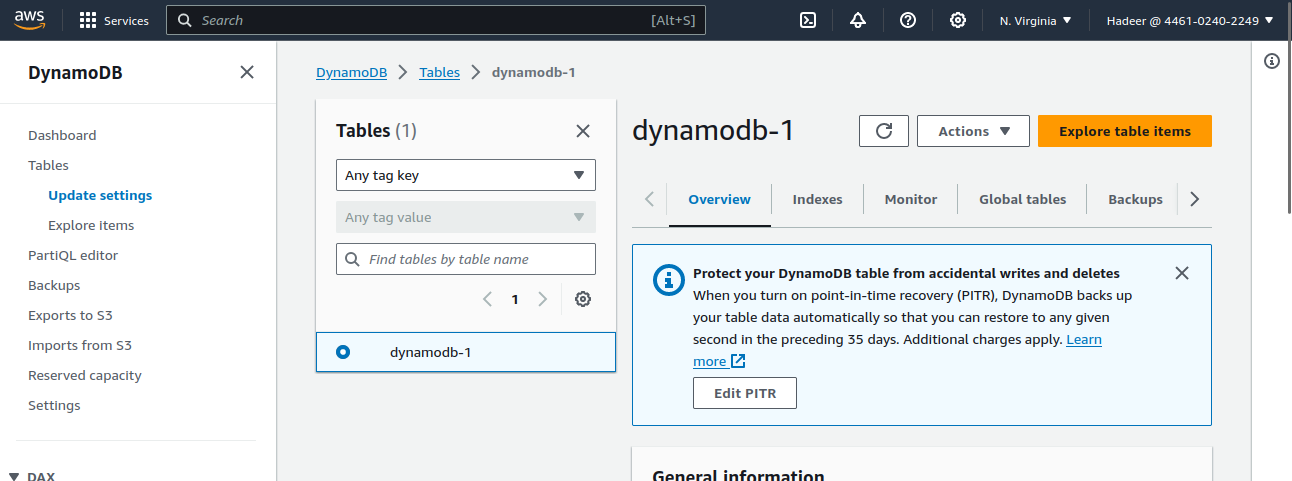 aws
Services
Search
[Alt+S]
N. Virginia
Hadeer @ 4461-0240-2249
DynamoDB
Dashboard
Tables
Update settings
Explore items
PartiQL editor
Backups
Exports to S3
Imports from S3
Reserved capacity
Settings
DAX
DynamoDB
Tables
dynamodb-1
Tables (1)
Any tag key
Any tag value
Find tables by table name
1
dynamodb-1
dynamodb-1
Actions
Explore table items
Overview
Indexes
Monitor
Global tables
Backups
Protect your DynamoDB table from accidental writes and deletes
When you turn on point-in-time recovery (PITR), DynamoDB backs up
your table data automatically so that you can restore to any given
second in the preceding 35 days. Additional charges apply. Learn
more
Edit PITR
General information